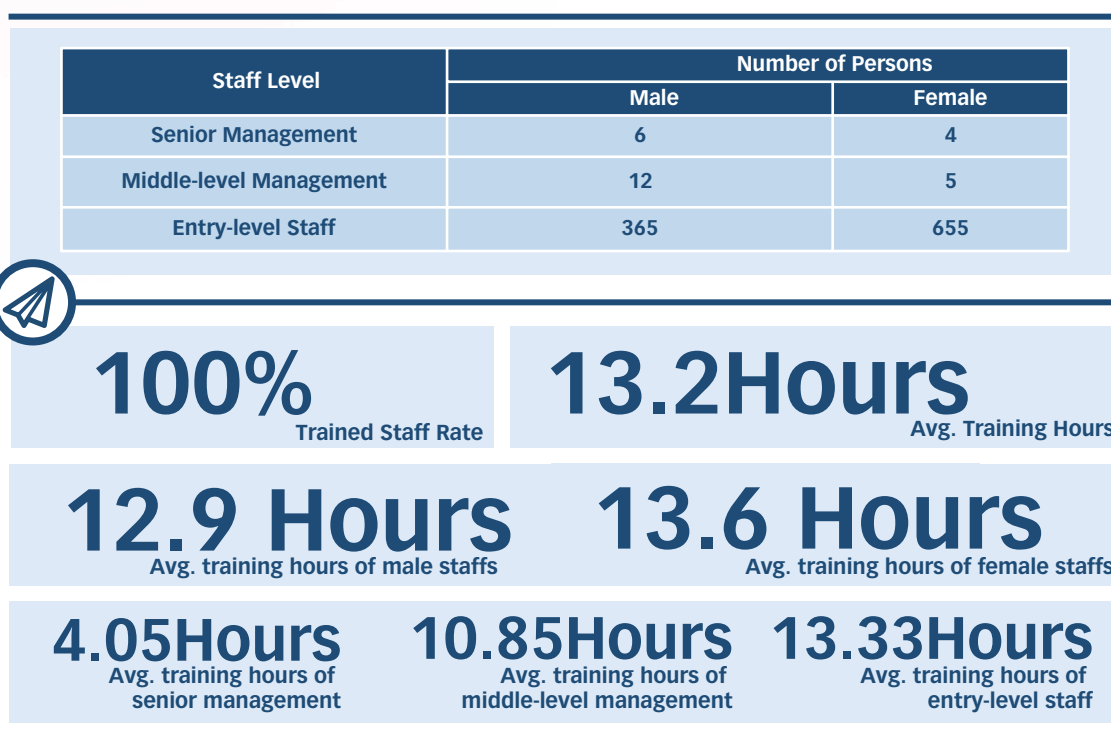 Staff Level
Number of Persons
Male Female
Senior Management 6 4
Middle-level Management 12 5
Entry-level Staff 365 655
100%
Trained Staff Rate
13.2Hours
Avg. Training Hours
12.9 Hours
Avg. training hours of male staffs
13.6 Hours
Avg. training hours of female staffs
4.05Hours
Avg. training hours of
senior management
10.85Hours
Avg. training hours of
middle-level management
13.33Hours
Avg. training hours of
entry-level staff